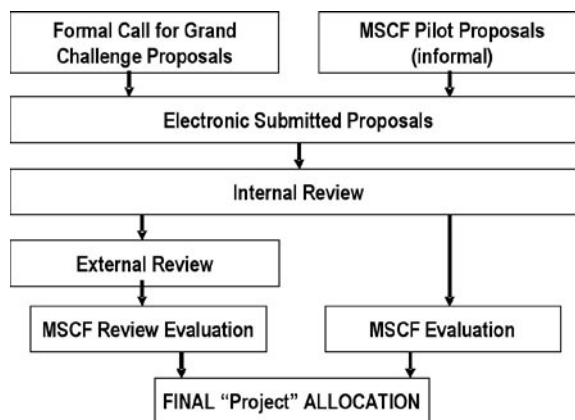 Formal Call for Grand
Challenge Proposals
MSCF Pilot Proposals
(informal)
Electronic Submitted Proposals
Internal Review
External Review
MSCF Review Evaluation
MSCF Evaluation
FINAL “Project” ALLOCATION